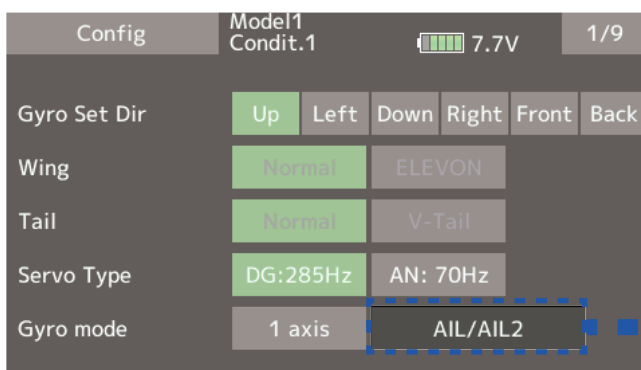 Config Model1 Condit.1 7.7V 1/9
Gyro Set Dir Up Left Down Right Front Back
Wing Normal ELEVON
Tail Normal V-Tail
Servo Type DG:285Hz AN: 70Hz
Gyro mode 1 axis AIL/AIL2